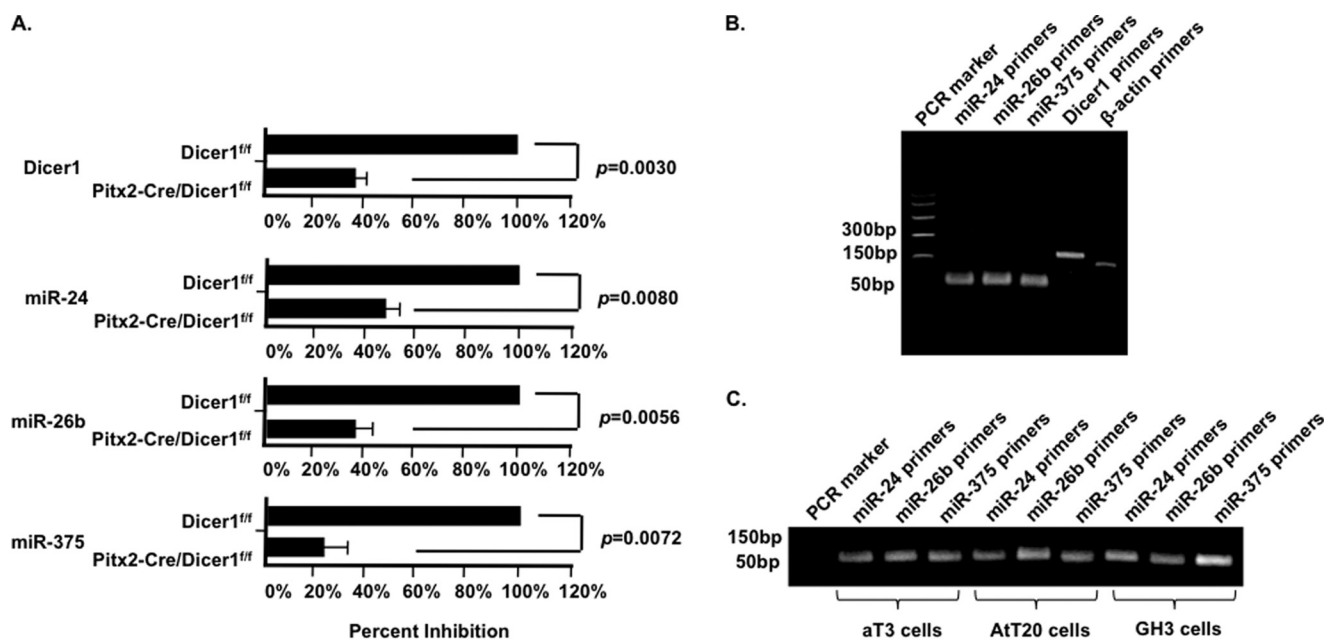 A.
Dicer1
Dicer1f/f
Pitx2-Cre/Dicer1f/f
p=0.0030
0% 20% 40% 60% 80% 100% 120%
miR-24
Dicer1f/f
Pitx2-Cre/Dicer1f/f
p=0.0080
0% 20% 40% 60% 80% 100% 120%
miR-26b
Dicer1f/f
Pitx2-Cre/Dicer1f/f
p=0.0056
0% 20% 40% 60% 80% 100% 120%
miR-375
Dicer1f/f
Pitx2-Cre/Dicer1f/f
p=0.0072
0% 20% 40% 60% 80% 100% 120%
Percent Inhibition
B.
PCR marker
miR-24 primers
miR-26b primers
miR-375 primers
Dicer1 primers
β-actin primers
300bp
150bp
50bp
C.
PCR marker
miR-24 primers
miR-26b primers
miR-375 primers
miR-24 primers
miR-26b primers
miR-375 primers
miR-24 primers
miR-26b primers
miR-375 primers
150bp
50bp
aT3 cells
AtT20 cells
GH3 cells